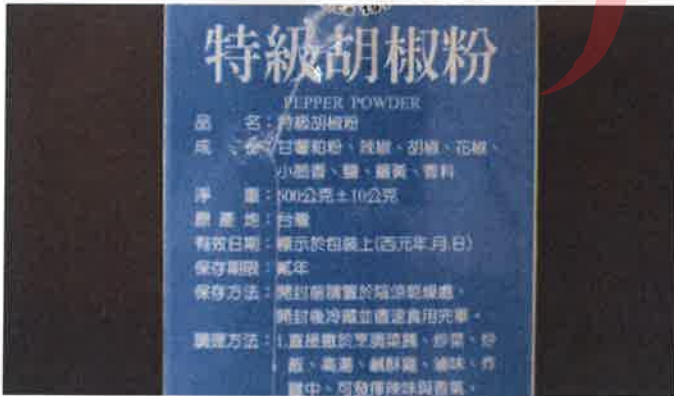 特級胡椒粉
PEPPER POWDER
品 名：特級胡椒粉
成 份：甘薯粕粉、辣椒、胡椒、花椒、
小茴香、鹽、薑黃、香料
淨 重：600公克±10公克
原產地：台灣
有效日期：標示於包裝上(西元年.月.日)
保存期限：貳年
保存方法：開封前請置於陰涼乾燥處，
開封後冷藏並儘速食用完畢。
調理方法：1.直接撒於烹調菜餚、炒菜、炒
飯、高湯、鹹酥雞、滷味、炸
中、可發揮辣味與香氣。